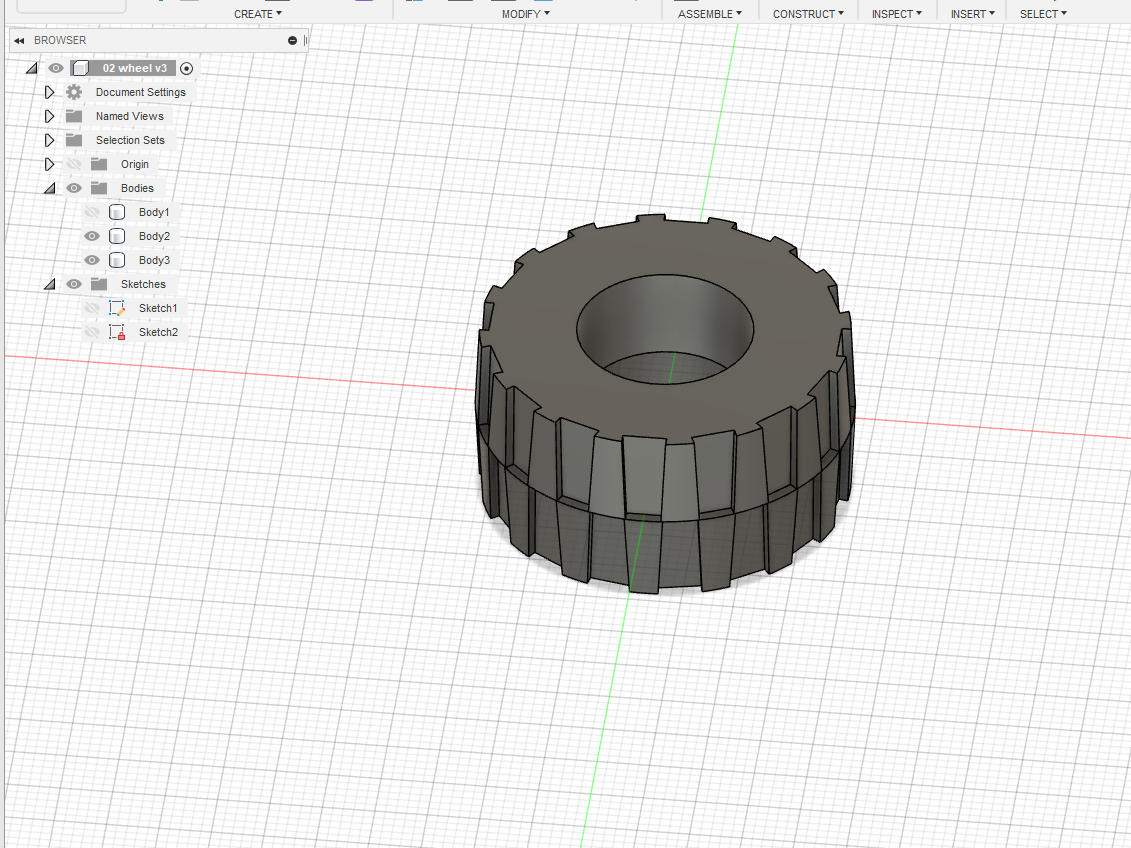 CREATE MODIFY ASSEMBLE CONSTRUCT INSPECT INSERT SELECT
BROWSER
02 wheel v3
Document Settings
Named Views
Selection Sets
Origin
Bodies
Body1
Body2
Body3
Sketches
Sketch1
Sketch2